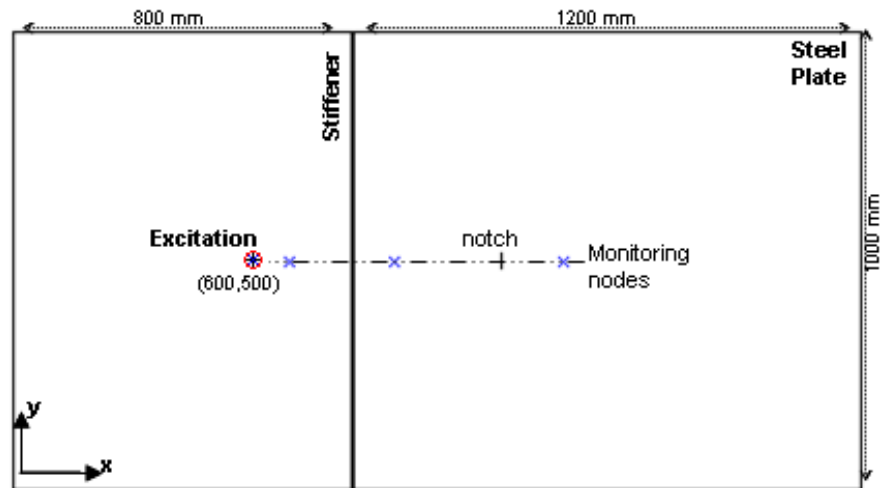 800 mm
1200 mm
Steel
Plate
Stiffener
1000 mm
Excitation
(600,500)
notch
Monitoring
nodes
y
x